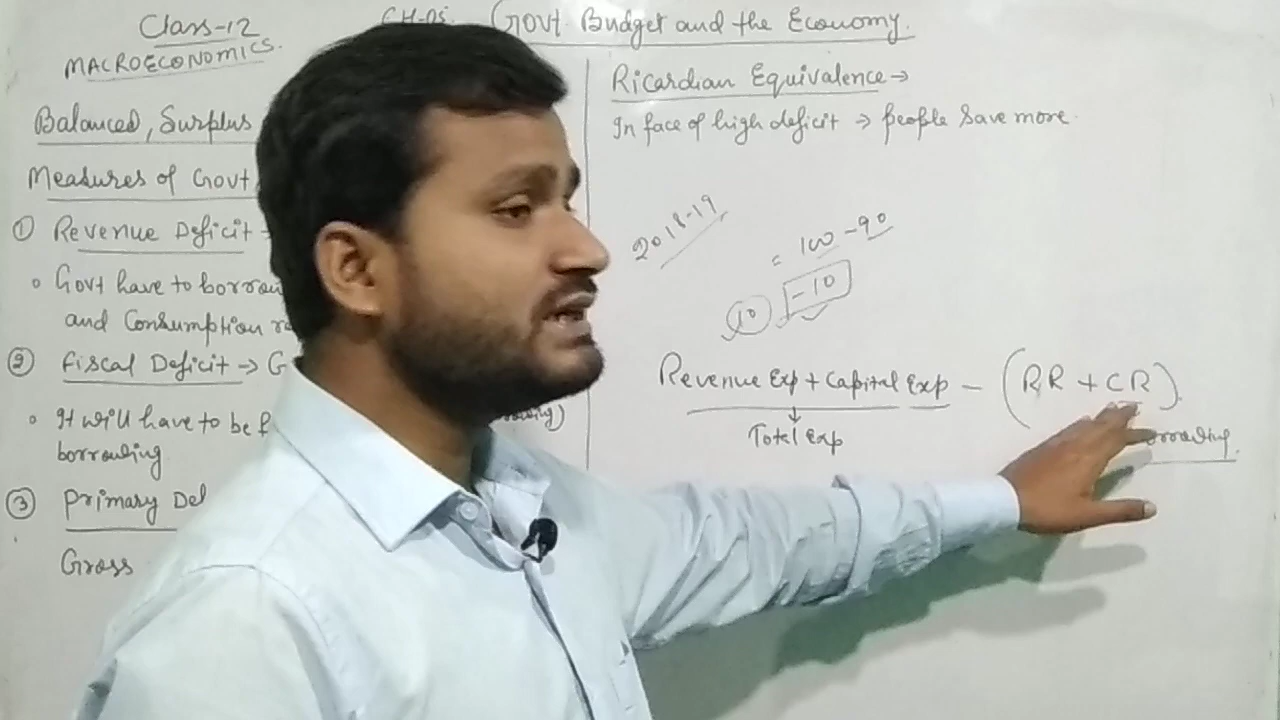 Class-12
MACROECONOMICS.
CH-05. Govt. Budget and the Economy.
Balanced, Surplus
Measures of Govt
① Revenue Deficit -
Govt have to borrow
and Consumption
② Fiscal Deficit → G
It will have to be f
borrowing.
③ Primary Def
Gross
Ricardian Equivalence →
In face of high deficit → people save more.
2018-19
= 100 - 90
10 -10
Revenue Exp + Capital Exp - (RR + CR).
Total Exp